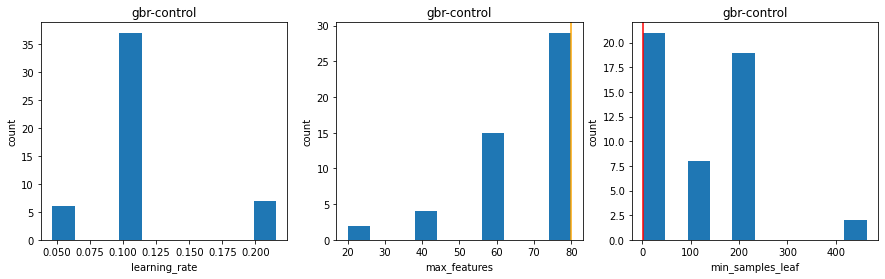 gbr-control
count
35
30
25
20
15
10
5
0
0.050 0.075 0.100 0.125 0.150 0.175 0.200
learning_rate
gbr-control
count
30
25
20
15
10
5
0
20 30 40 50 60 70 80
max_features
gbr-control
count
20.0
17.5
15.0
12.5
10.0
7.5
5.0
2.5
0.0
0 100 200 300 400
min_samples_leaf